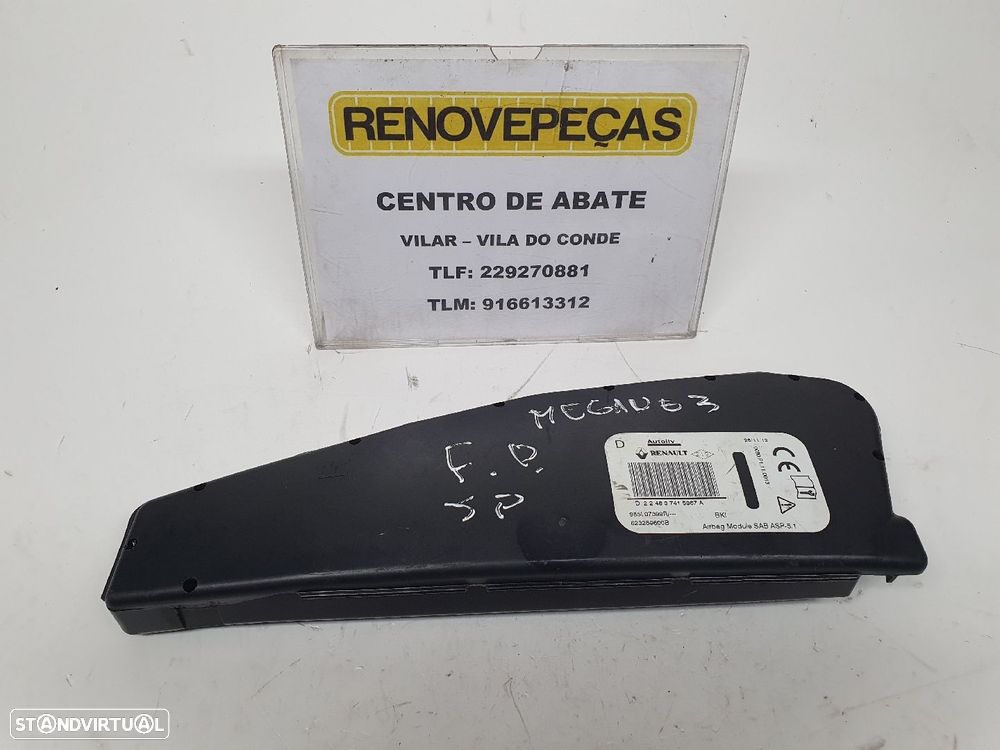 RENOVEPEÇAS
CENTRO DE ABATE
VILAR – VILA DO CONDE
TLF: 229270881
TLM: 916613312
MEGANE 3
F.D.
D
Autoliv
RENAULT
CE
BK/
623289600B
Airbag Module SAB ASP-5.1
STANDVIRTUAL